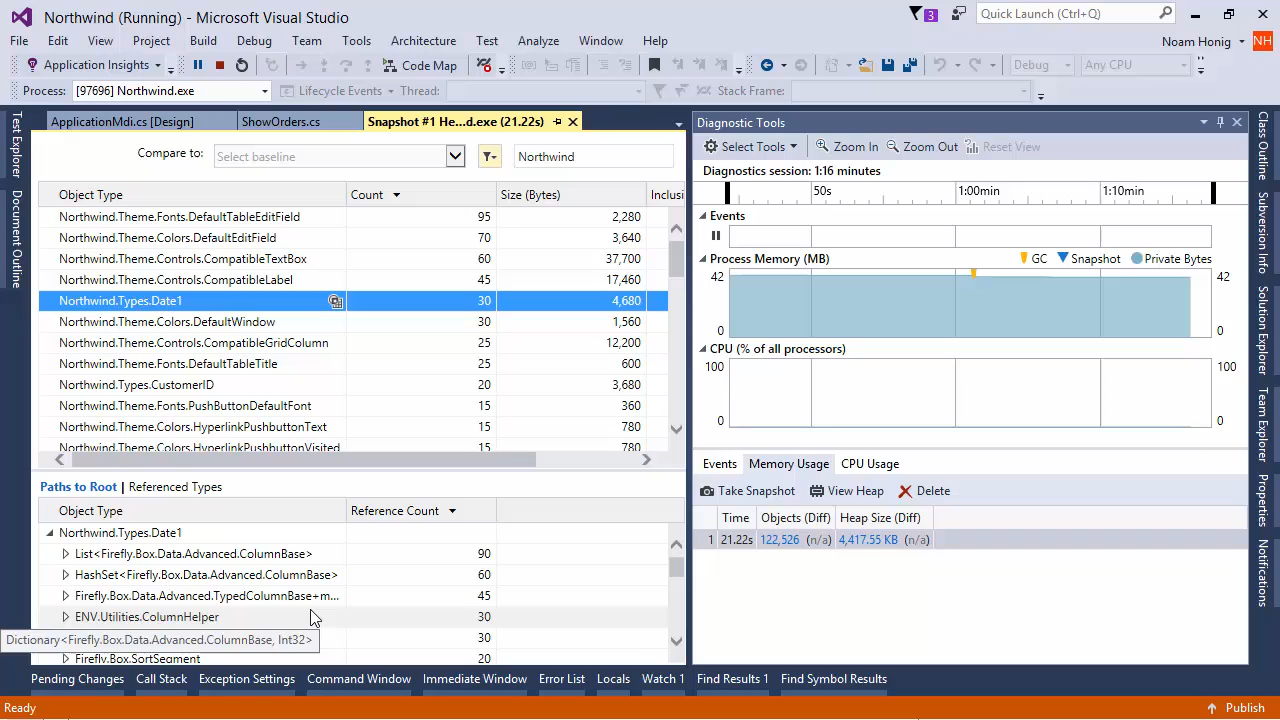 Northwind (Running) - Microsoft Visual Studio
3
Quick Launch (Ctrl+Q)
File Edit View Project Build Debug Team Tools Architecture Test Analyze Window Help
Noam Honig
NH
Application Insights
Code Map
Debug
Any CPU
Process: [97696] Northwind.exe
Lifecycle Events
Thread:
Stack Frame:
Test Explorer
Document Outline
ApplicationMdi.cs [Design]
ShowOrders.cs
Snapshot #1 He...d.exe (21.22s)
Compare to: Select baseline
Northwind
Object Type Count Size (Bytes) Inclusi
Northwind.Theme.Fonts.DefaultTableEditField 95 2,280
Northwind.Theme.Colors.DefaultEditField 70 3,640
Northwind.Theme.Controls.CompatibleTextBox 60 37,700
Northwind.Theme.Controls.CompatibleLabel 45 17,460
Northwind.Types.Date1 30 4,680
Northwind.Theme.Colors.DefaultWindow 30 1,560
Northwind.Theme.Controls.CompatibleGridColumn 25 12,200
Northwind.Theme.Fonts.DefaultTableTitle 25 600
Northwind.Types.CustomerID 20 3,680
Northwind.Theme.Fonts.PushButtonDefaultFont 15 360
Northwind.Theme.Colors.HyperlinkPushbuttonText 15 780
Northwind.Theme.Colors.HyperlinkPushbuttonVisited 15 780
Paths to Root | Referenced Types
Object Type Reference Count
Northwind.Types.Date1
List<Firefly.Box.Data.Advanced.ColumnBase> 90
HashSet<Firefly.Box.Data.Advanced.ColumnBase> 60
Firefly.Box.Data.Advanced.TypedColumnBase+m... 45
ENV.Utilities.ColumnHelper 30
Dictionary<Firefly.Box.Data.Advanced.ColumnBase, Int32> 30
Firefly.Box.SortSegment 20
Diagnostic Tools
Select Tools Zoom In Zoom Out Reset View
Diagnostics session: 1:16 minutes
50s 1:00min 1:10min
Events
Process Memory (MB) GC Snapshot Private Bytes
42 42
0 0
CPU (% of all processors)
100 100
0 0
Events Memory Usage CPU Usage
Take Snapshot View Heap Delete
Time Objects (Diff) Heap Size (Diff)
1 21.22s 122,526 (n/a) 4,417.55 KB (n/a)
Class Outline
Subversion Info
Solution Explorer
Team Explorer
Properties
Notifications
Pending Changes Call Stack Exception Settings Command Window Immediate Window Error List Locals Watch 1 Find Results 1 Find Symbol Results
Ready
Publish